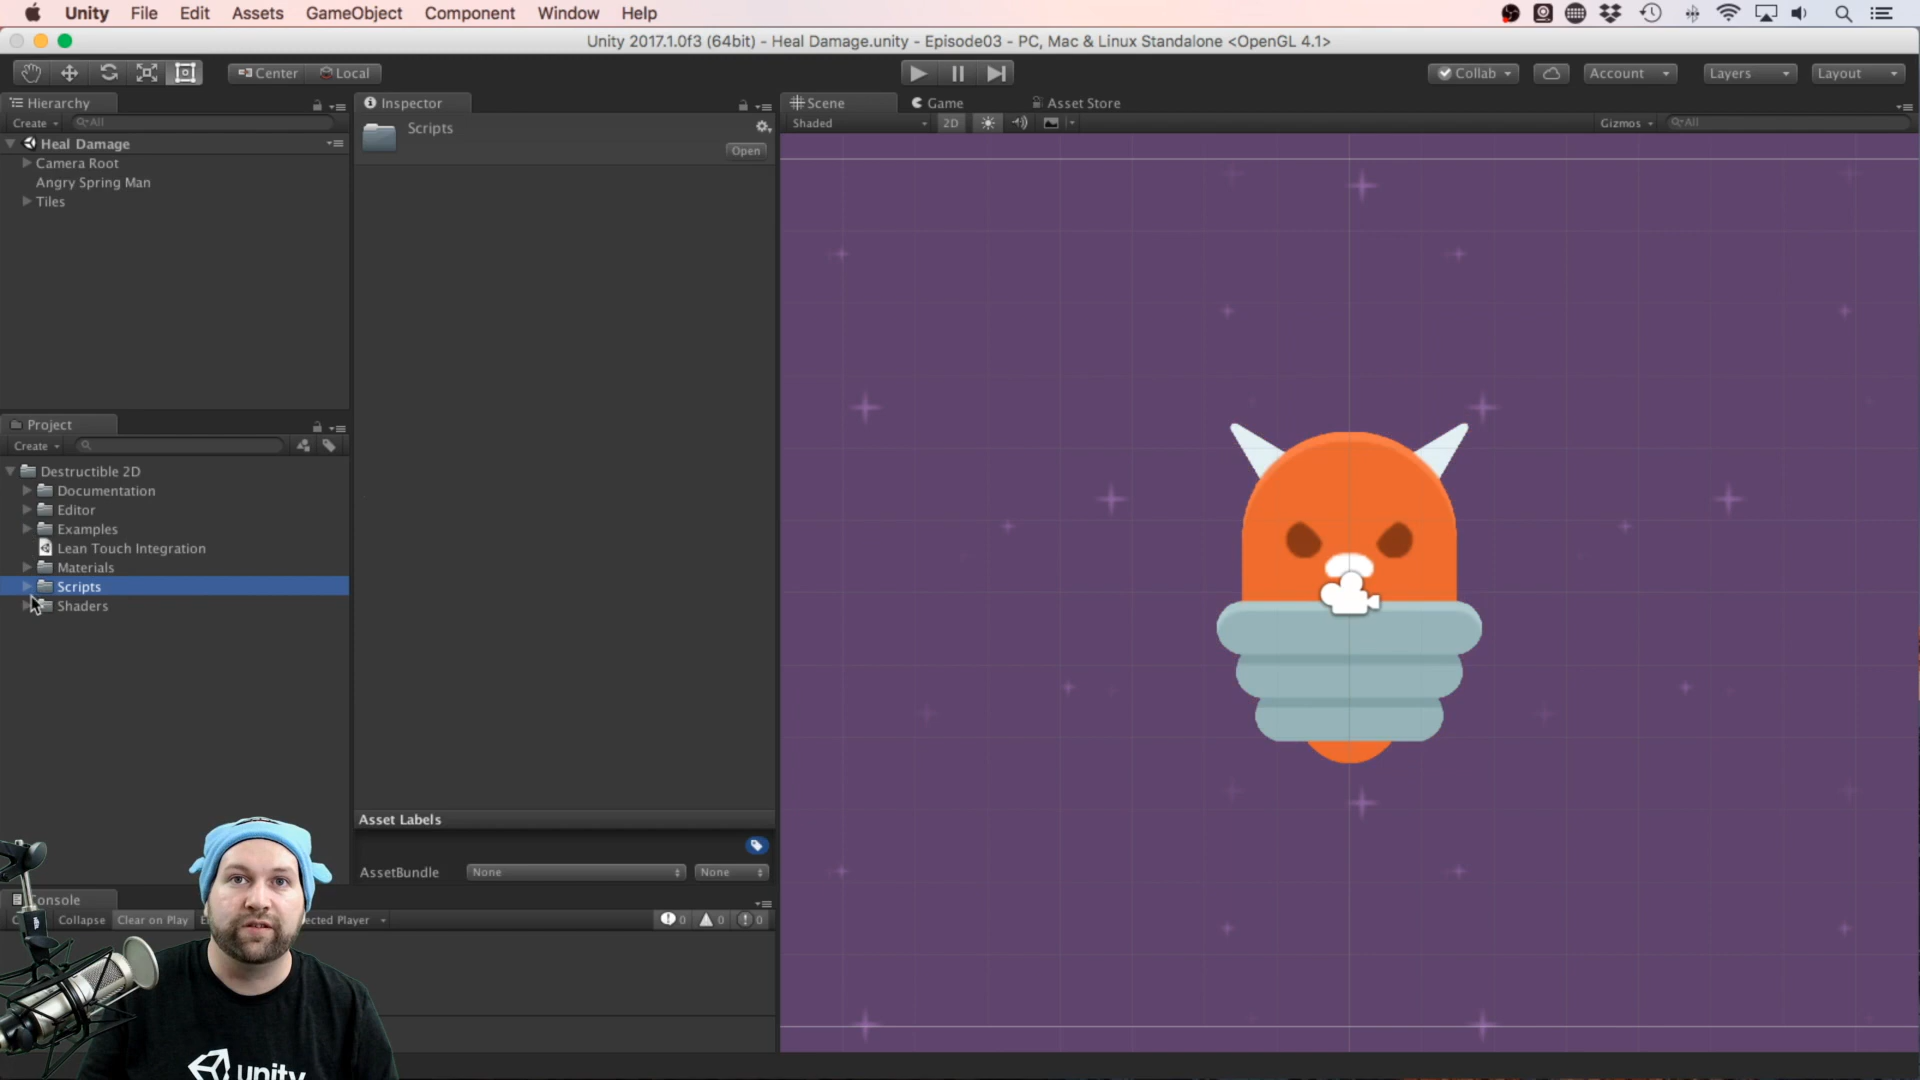 Unity File Edit Assets GameObject Component Window Help
Unity 2017.1.0f3 (64bit) - Heal Damage.unity - Episode03 - PC, Mac & Linux Standalone <OpenGL 4.1>
Center Local
Collab Account Layers Layout
Hierarchy
Create All
Heal Damage
Camera Root
Angry Spring Man
Tiles
Inspector
Scripts
Open
Scene Game Asset Store
Shaded 2D Gizmos All
Project
Create
Destructible 2D
Documentation
Editor
Examples
Lean Touch Integration
Materials
Scripts
Shaders
Asset Labels
AssetBundle None None
Console
Collapse Clear on Play Player
0 0 0
unity